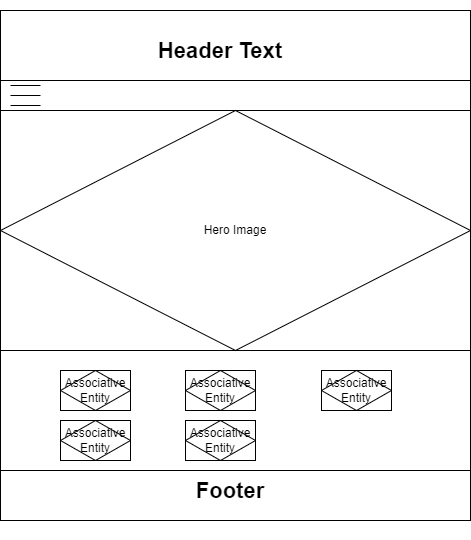 Header Text
Hero Image
Associative
Entity
Associative
Entity
Associative
Entity
Associative
Entity
Associative
Entity
Footer